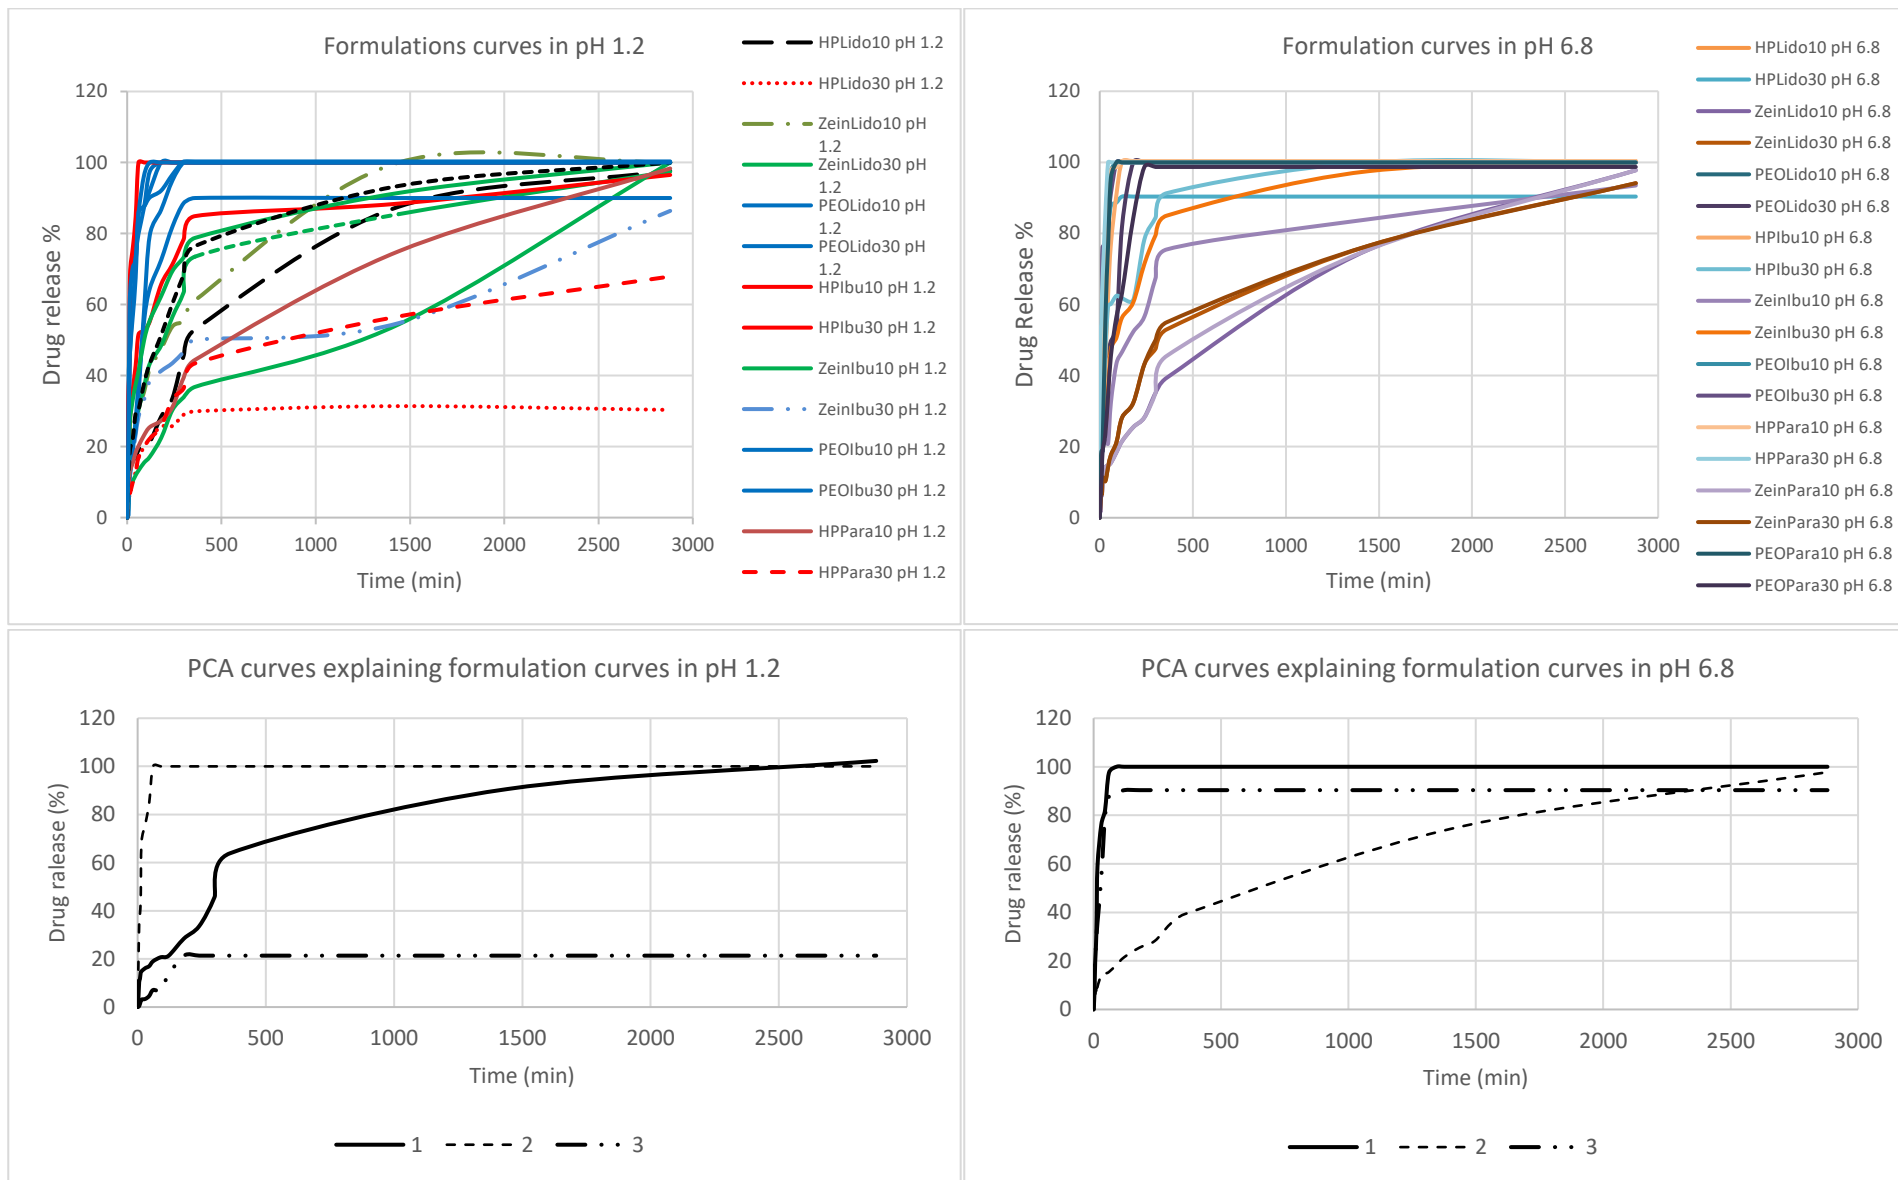 Formulations curves in pH 1.2
120
100
80
60
40
20
0
0 500 1000 1500 2000 2500 3000
Drug release %
Time (min)
HPLido10 pH 1.2
HPLido30 pH 1.2
ZeinLido10 pH
1.2
ZeinLido30 pH
1.2
PEOLido10 pH
1.2
PEOLido30 pH
1.2
HPIbu10 pH 1.2
HPIbu30 pH 1.2
ZeinIbu10 pH 1.2
ZeinIbu30 pH 1.2
PEOIbu10 pH 1.2
PEOIbu30 pH 1.2
HPPara10 pH 1.2
HPPara30 pH 1.2
Formulation curves in pH 6.8
120
100
80
60
40
20
0
0 500 1000 1500 2000 2500 3000
Drug Release %
Time (min)
HPLido10 pH 6.8
HPLido30 pH 6.8
ZeinLido10 pH 6.8
ZeinLido30 pH 6.8
PEOLido10 pH 6.8
PEOLido30 pH 6.8
HPIbu10 pH 6.8
HPIbu30 pH 6.8
ZeinIbu10 pH 6.8
ZeinIbu30 pH 6.8
PEOIbu10 pH 6.8
PEOIbu30 pH 6.8
HPPara10 pH 6.8
HPPara30 pH 6.8
ZeinPara10 pH 6.8
ZeinPara30 pH 6.8
PEOPara10 pH 6.8
PEOPara30 pH 6.8
PCA curves explaining formulation curves in pH 1.2
120
100
80
60
40
20
0
0 500 1000 1500 2000 2500 3000
Drug ralease (%)
Time (min)
1 2 3
PCA curves explaining formulation curves in pH 6.8
120
100
80
60
40
20
0
0 500 1000 1500 2000 2500 3000
Drug ralease (%)
Time (min)
1 2 3